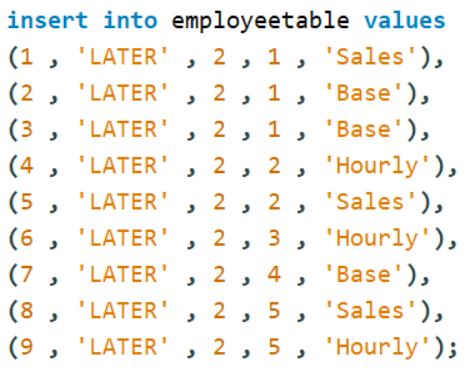 insert into employeetable values
(1 , 'LATER' , 2 , 1 , 'Sales'),
(2 , 'LATER' , 2 , 1 , 'Base'),
(3 , 'LATER' , 2 , 1 , 'Base'),
(4 , 'LATER' , 2 , 2 , 'Hourly'),
(5 , 'LATER' , 2 , 2 , 'Sales'),
(6 , 'LATER' , 2 , 3 , 'Hourly'),
(7 , 'LATER' , 2 , 4 , 'Base'),
(8 , 'LATER' , 2 , 5 , 'Sales'),
(9 , 'LATER' , 2 , 5 , 'Hourly');